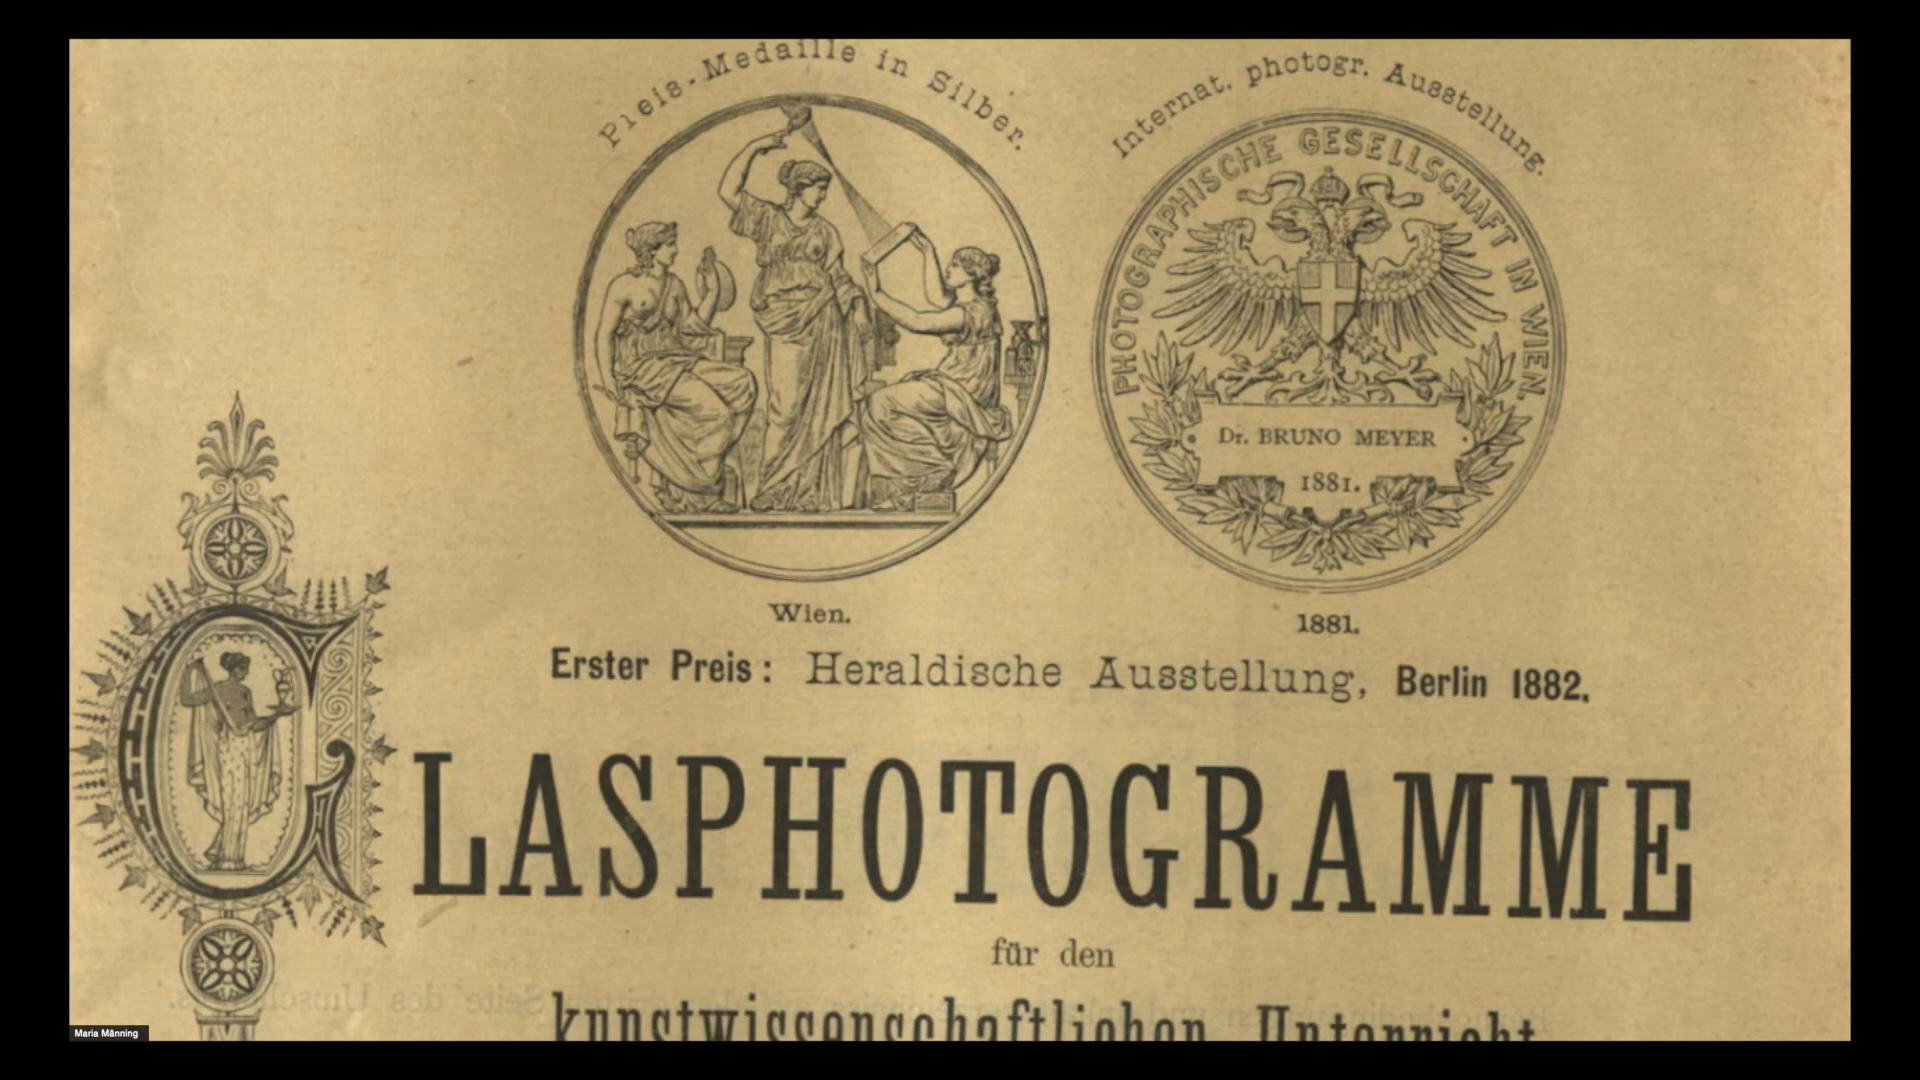 Preis-Medaille in Silber.
Internat. photogr. Ausstellung.
PHOTOGRAPHISCHE GESELLSCHAFT IN WIEN.
Dr. BRUNO MEYER
1881.
Wien.
1881.
Erster Preis: Heraldische Ausstellung, Berlin 1882.
GLASPHOTOGRAMME
für den
kunstwissenschaftlichen Unterricht
Maria Männing